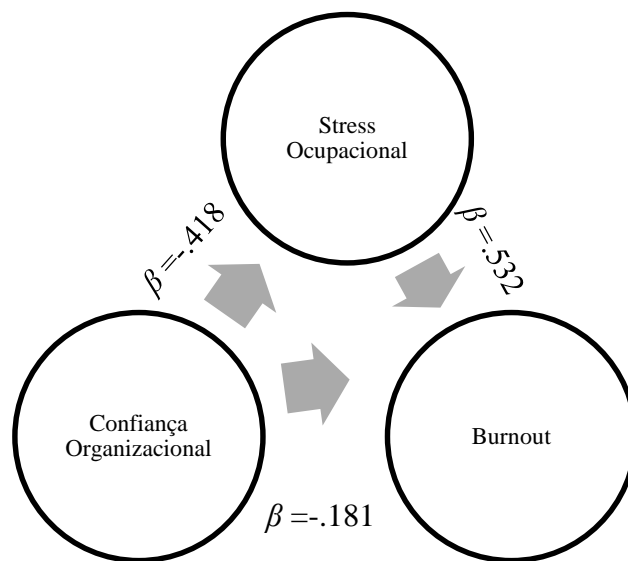 Stress
Ocupacional
β =-.418
β =.532
Confiança
Organizacional
Burnout
β =-.181